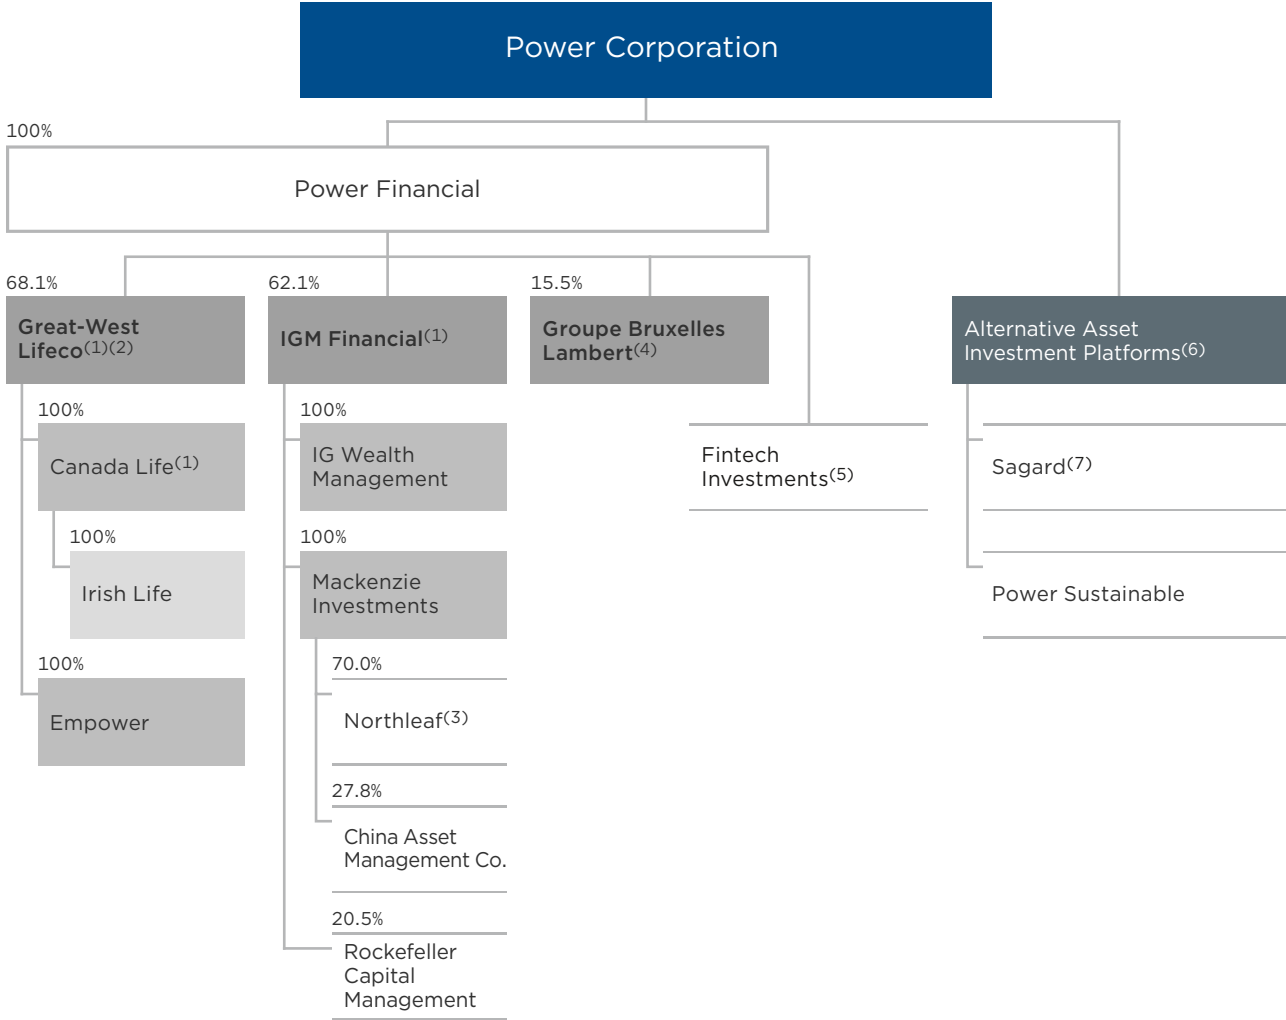 Power Corporation
100%
Power Financial
68.1%
Great-West
Lifeco(1)(2)
100%
Canada Life(1)
100%
Irish Life
100%
Empower
62.1%
IGM Financial(1)
100%
IG Wealth
Management
100%
Mackenzie
Investments
70.0%
Northleaf(3)
27.8%
China Asset
Management Co.
20.5%
Rockefeller
Capital
Management
15.5%
Groupe Bruxelles
Lambert(4)
Fintech
Investments(5)
Alternative Asset
Investment Platforms(6)
Sagard(7)
Power Sustainable